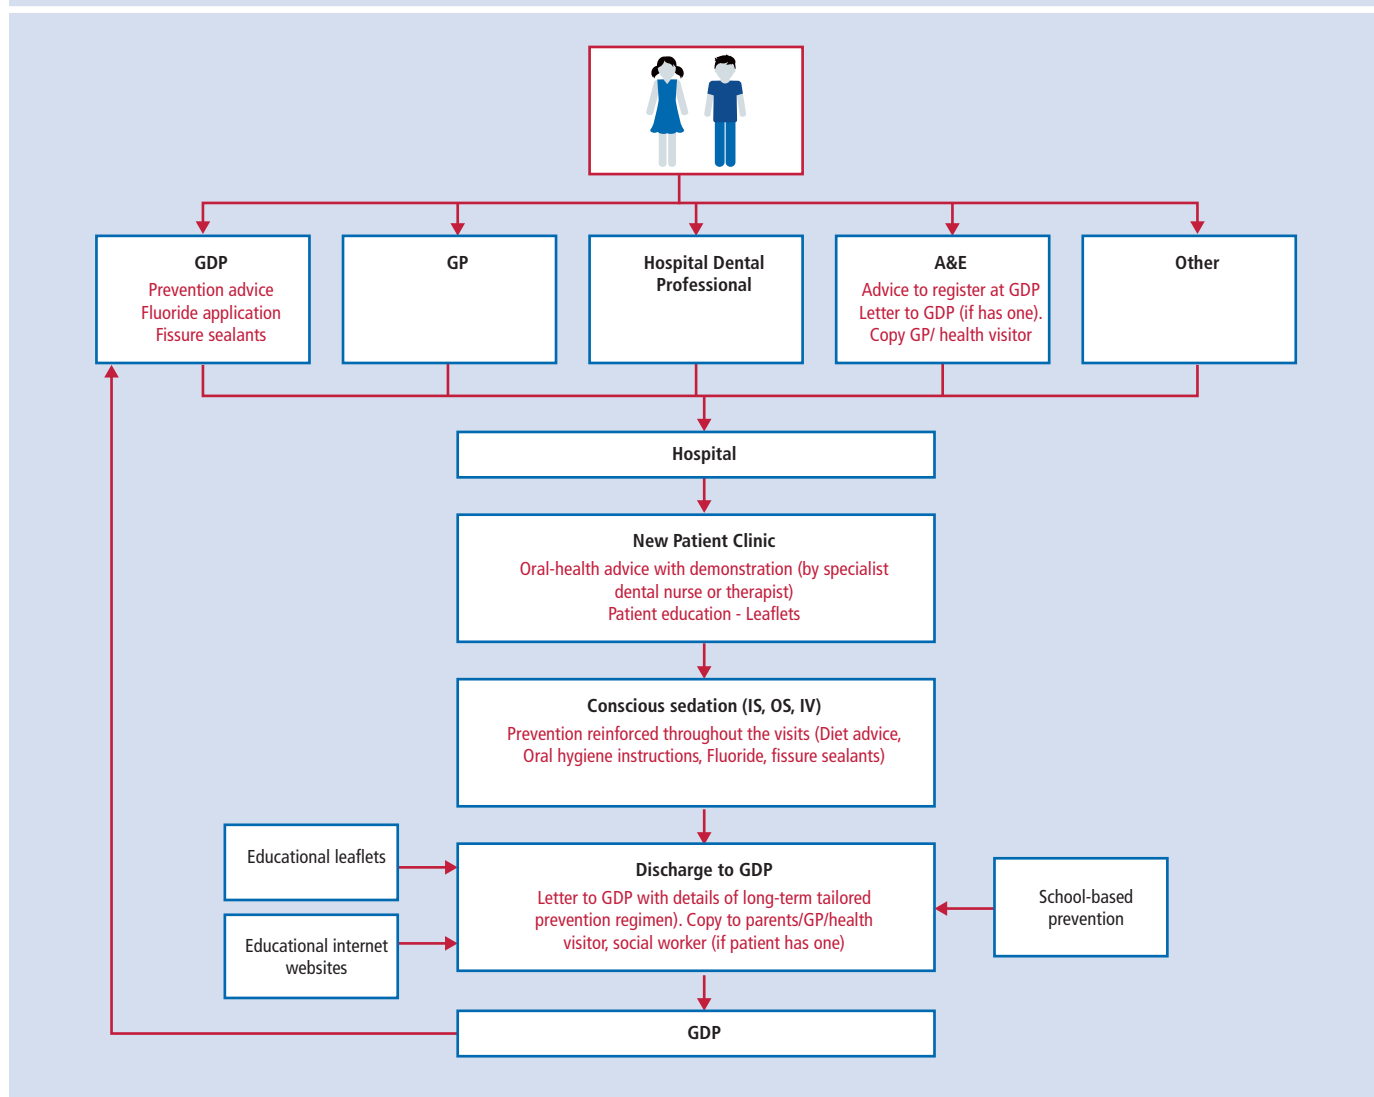 GDP
Prevention advice
Fluoride application
Fissure sealants
GP
Hospital Dental
Professional
A&E
Advice to register at GDP
Letter to GDP (if has one).
Copy GP/ health visitor
Other
Hospital
New Patient Clinic
Oral-health advice with demonstration (by specialist
dental nurse or therapist)
Patient education - Leaflets
Conscious sedation (IS, OS, IV)
Prevention reinforced throughout the visits (Diet advice,
Oral hygiene instructions, Fluoride, fissure sealants)
Educational leaflets
Educational internet
websites
Discharge to GDP
Letter to GDP with details of long-term tailored
prevention regimen). Copy to parents/GP/health
visitor, social worker (if patient has one)
School-based
prevention
GDP